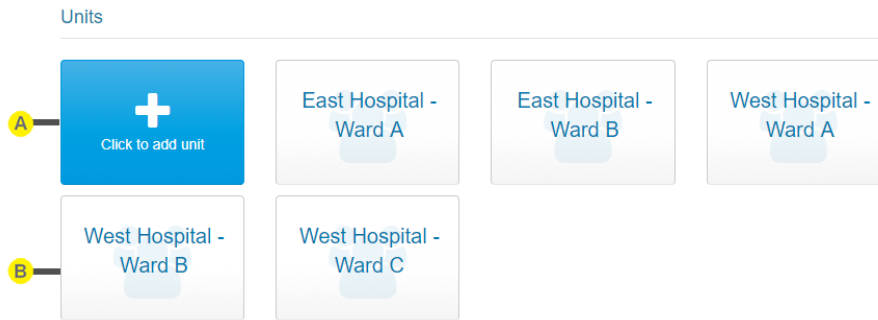 Units
A
Click to add unit
East Hospital -
Ward A
East Hospital -
Ward B
West Hospital -
Ward A
B
West Hospital -
Ward B
West Hospital -
Ward C